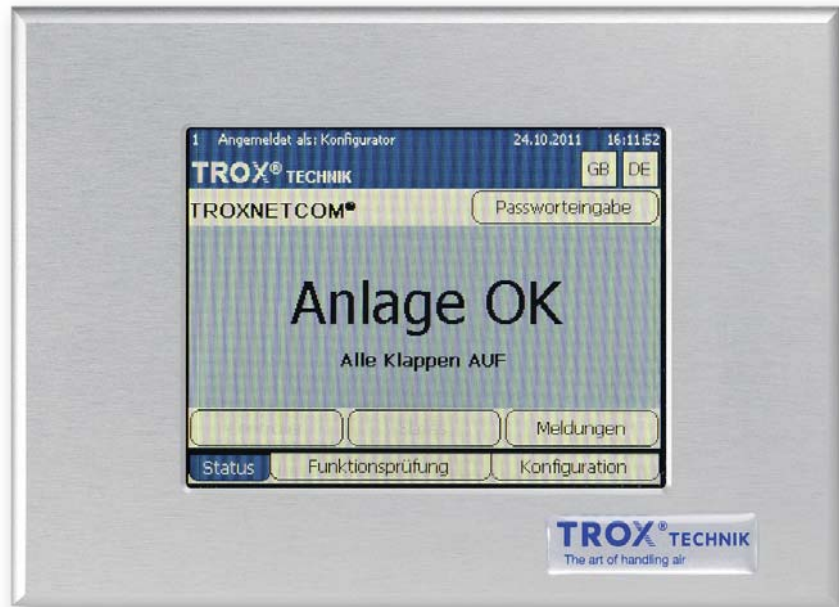 1 Angemeldet als: Konfigurator 24.10.2011 16:11:52
TROX® TECHNIK GB DE
TROXNETCOM® Passworteingabe
Anlage OK
Alle Klappen AUF
Meldungen
Status Funktionsprüfung Konfiguration
TROX® TECHNIK
The art of handling air